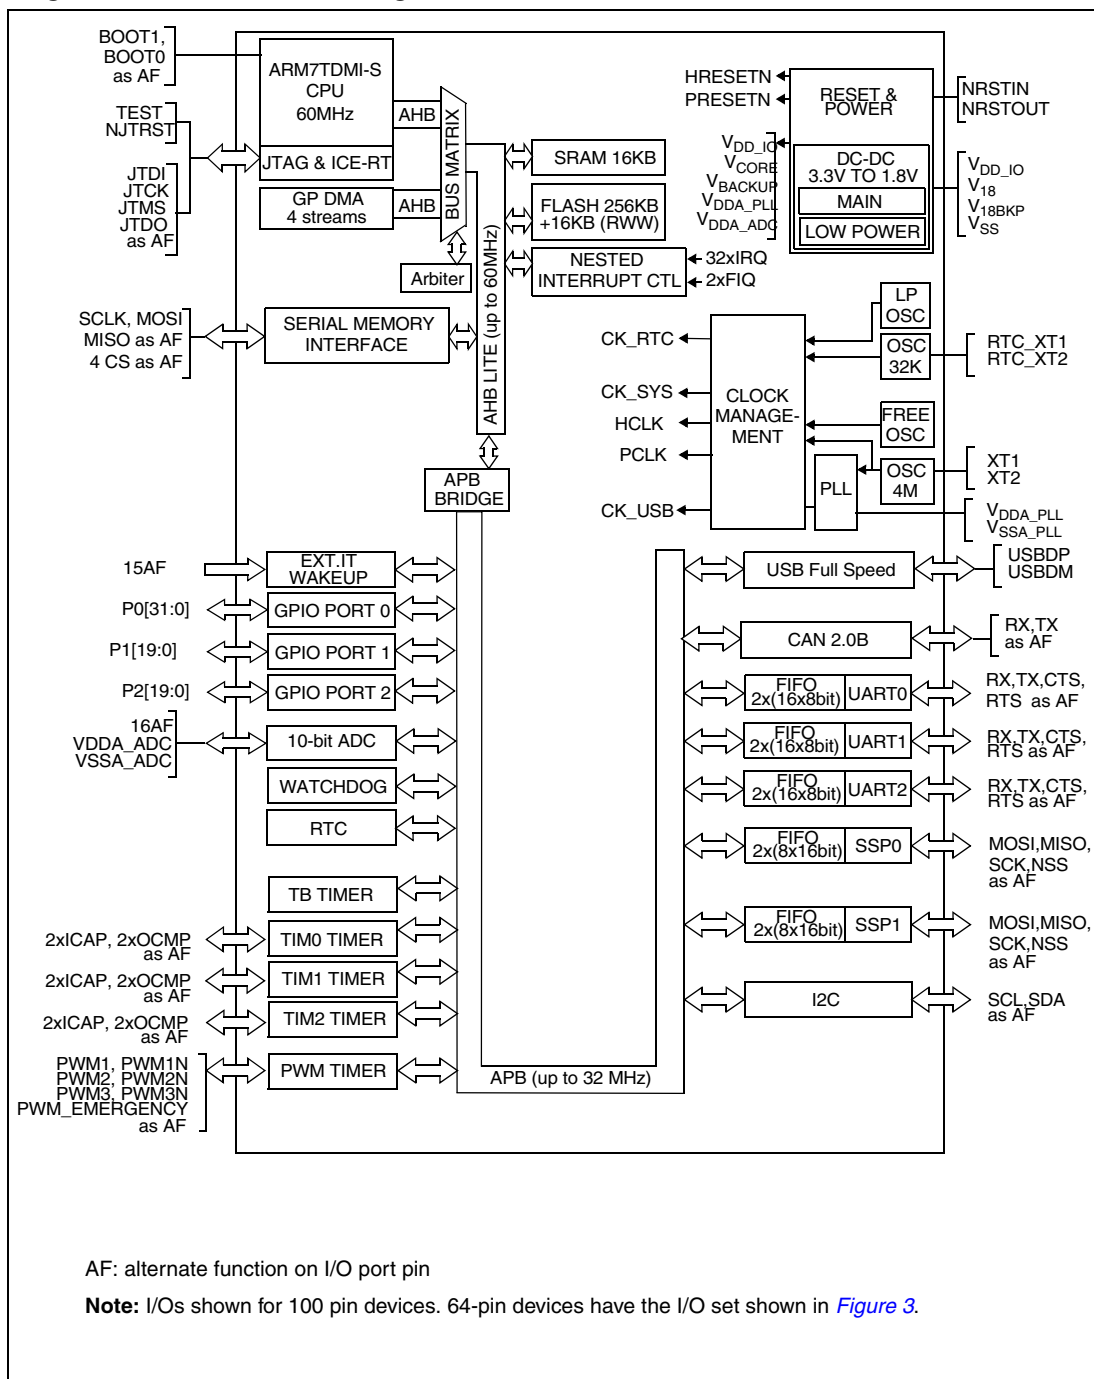 BOOT1,
BOOT0
as AF
TEST
NJTRST
JTDI
JTCK
JTMS
JTDO
as AF
ARM7TDMI-S
CPU
60MHz
JTAG & ICE-RT
GP DMA
4 streams
AHB
AHB
BUS MATRIX
Arbiter
SRAM 16KB
FLASH 256KB
+16KB (RWW)
NESTED
INTERRUPT CTL
32xIRQ
2xFIQ
HRESETN
PRESETN
RESET &
POWER
NRSTIN
NRSTOUT
VDD_IO
VCORE
VBACKUP
VDDA_PLL
VDDA_ADC
DC-DC
3.3V TO 1.8V
MAIN
LOW POWER
VDD_IO
V18
V18BKP
VSS
SCLK, MOSI
MISO as AF
4 CS as AF
SERIAL MEMORY
INTERFACE
AHB LITE (up to 60MHz)
CK_RTC
CK_SYS
HCLK
PCLK
CK_USB
CLOCK
MANAGE-
MENT
LP
OSC
OSC
32K
RTC_XT1
RTC_XT2
FREE
OSC
PLL
OSC
4M
XT1
XT2
VDDA_PLL
VSSA_PLL
APB
BRIDGE
15AF
EXT.IT
WAKEUP
P0[31:0]
GPIO PORT 0
P1[19:0]
GPIO PORT 1
P2[19:0]
GPIO PORT 2
16AF
VDDA_ADC
VSSA_ADC
10-bit ADC
WATCHDOG
RTC
TB TIMER
2xICAP, 2xOCMP
as AF
TIM0 TIMER
2xICAP, 2xOCMP
as AF
TIM1 TIMER
2xICAP, 2xOCMP
as AF
TIM2 TIMER
PWM1, PWM1N
PWM2, PWM2N
PWM3, PWM3N
PWM_EMERGENCY
as AF
PWM TIMER
APB (up to 32 MHz)
USB Full Speed
USBDP
USBDM
CAN 2.0B
RX,TX
as AF
FIFO
2x(16x8bit)
UART0
RX,TX,CTS,
RTS as AF
FIFO
2x(16x8bit)
UART1
RX,TX,CTS,
RTS as AF
FIFO
2x(16x8bit)
UART2
RX,TX,CTS,
RTS as AF
FIFO
2x(8x16bit)
SSP0
MOSI,MISO,
SCK,NSS
as AF
FIFO
2x(8x16bit)
SSP1
MOSI,MISO,
SCK,NSS
as AF
I2C
SCL,SDA
as AF
AF: alternate function on I/O port pin
Note: I/Os shown for 100 pin devices. 64-pin devices have the I/O set shown in Figure 3.